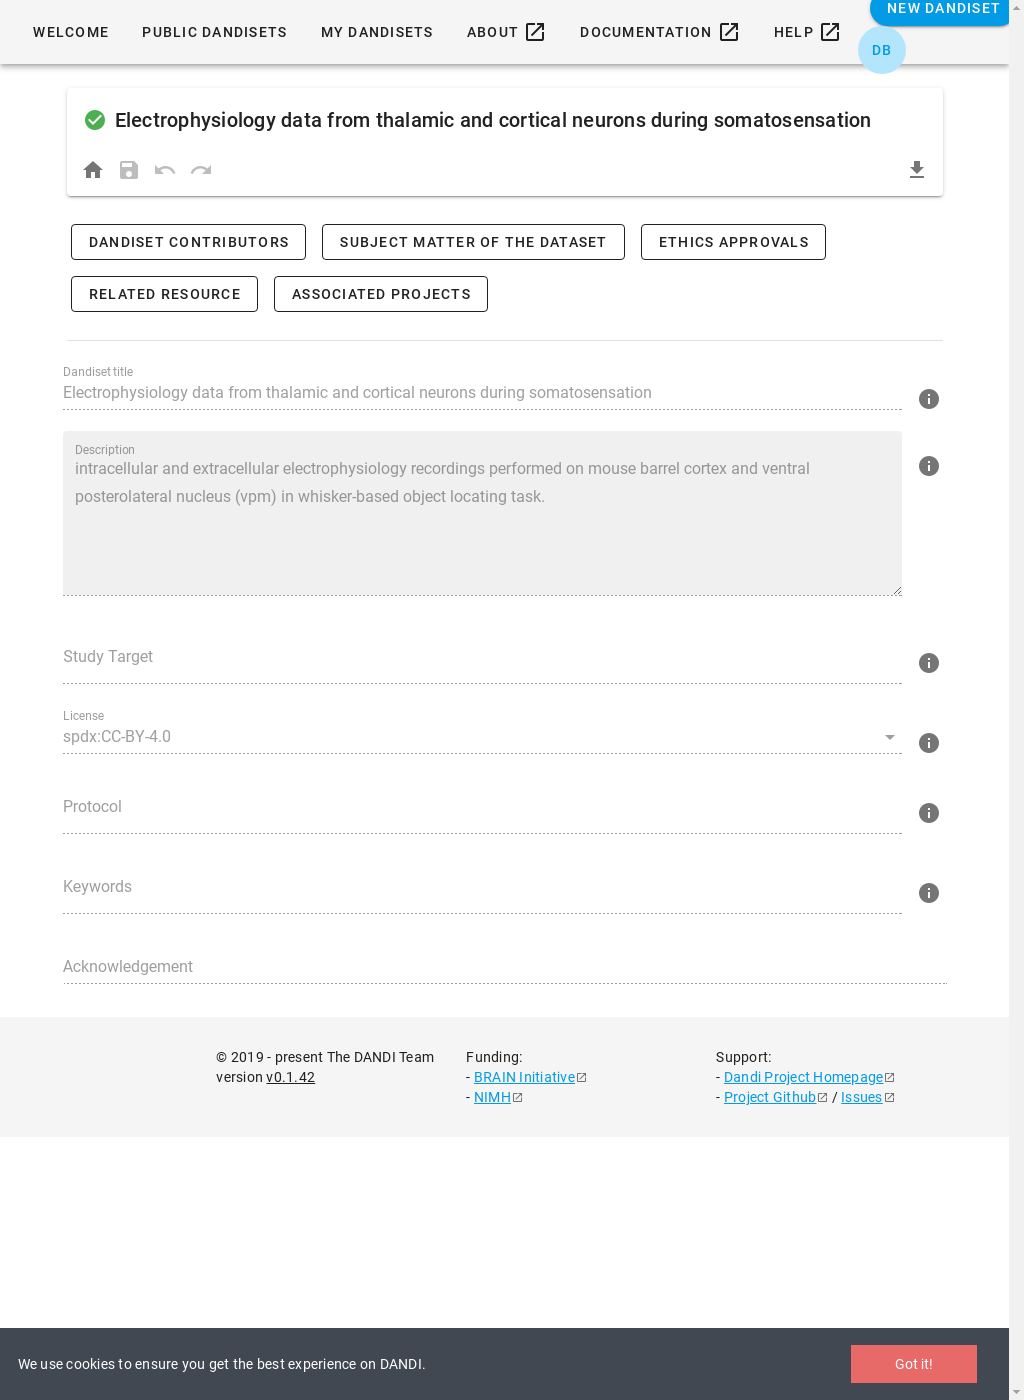 NEW DANDISET
WELCOME PUBLIC DANDISETS MY DANDISETS ABOUT DOCUMENTATION HELP
DB
Electrophysiology data from thalamic and cortical neurons during somatosensation
DANDISET CONTRIBUTORS SUBJECT MATTER OF THE DATASET ETHICS APPROVALS
RELATED RESOURCE ASSOCIATED PROJECTS
Dandiset title
Electrophysiology data from thalamic and cortical neurons during somatosensation
Description
intracellular and extracellular electrophysiology recordings performed on mouse barrel cortex and ventral
posterolateral nucleus (vpm) in whisker-based object locating task.
Study Target
License
spdx:CC-BY-4.0
Protocol
Keywords
Acknowledgement
© 2019 - present The DANDI Team
version v0.1.42
Funding:
- BRAIN Initiative
- NIMH
Support:
- Dandi Project Homepage
- Project Github / Issues
We use cookies to ensure you get the best experience on DANDI.
Got it!